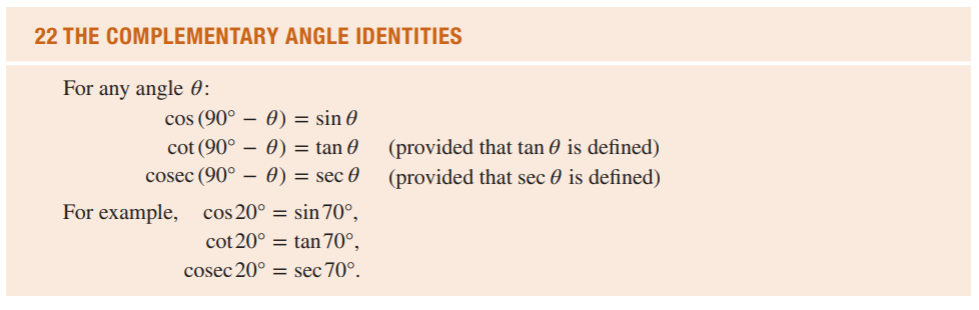 22 THE COMPLEMENTARY ANGLE IDENTITIES
For any angle θ:
cos (90° − θ) = sin θ
cot (90° − θ) = tan θ (provided that tan θ is defined)
cosec (90° − θ) = sec θ (provided that sec θ is defined)
For example, cos 20° = sin 70°,
cot 20° = tan 70°,
cosec 20° = sec 70°.